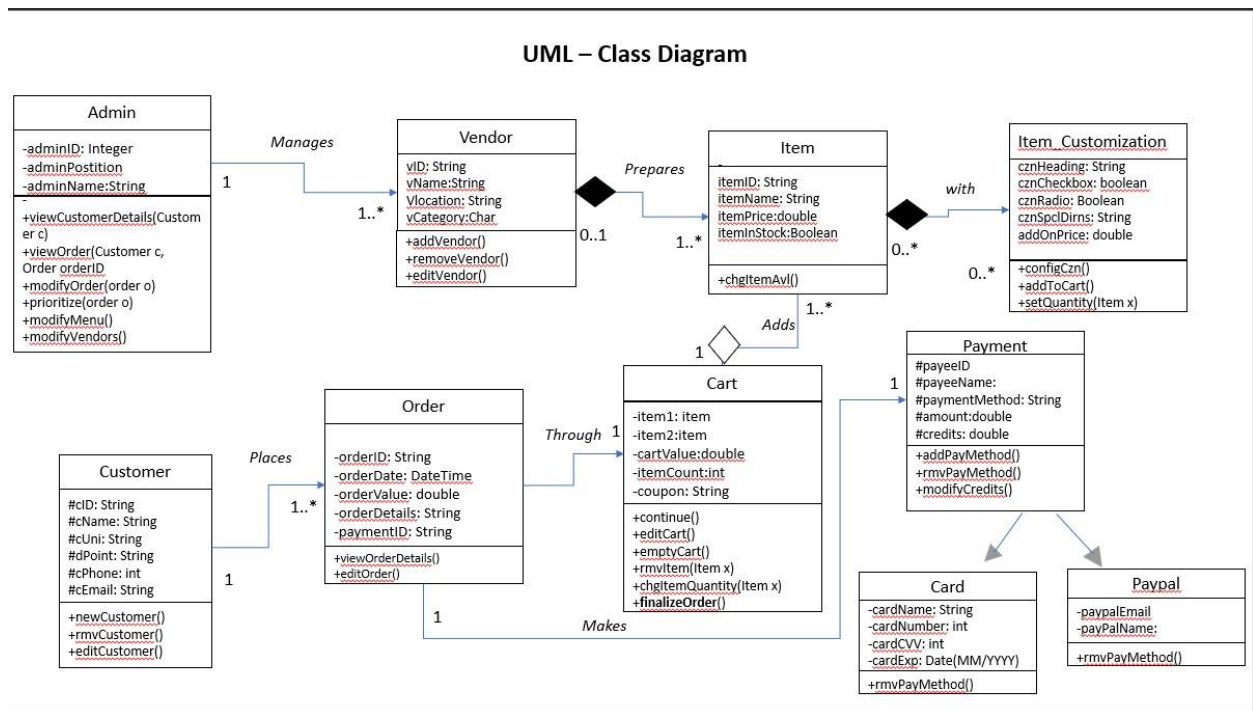 UML – Class Diagram
Admin
-adminID: Integer
-adminPostition
-adminName:String
-
+viewCustomerDetails(Custom
er c)
+viewOrder(Customer c,
Order orderID
+modifyOrder(order o)
+prioritize(order o)
+modifyMenu()
+modifyVendors()
Manages
1
1..*
Vendor
vID: String
vName:String
Vlocation: String
vCategory:Char
+addVendor()
+removeVendor()
+editVendor()
Prepares
0..1
1..*
Item
-
itemID: String
itemName: String
itemPrice:double
itemInStock:Boolean
+chgItemAvl()
with
0..*
0..*
Item_Customization
cznHeading: String
cznCheckbox: boolean
cznRadio: Boolean
cznSpclDirns: String
addOnPrice: double
+configCzn()
+addToCart()
+setQuantity(Item x)
1..*
Adds
1
Customer
#cID: String
#cName: String
#cUni: String
#dPoint: String
#cPhone: int
#cEmail: String
+newCustomer()
+rmvCustomer()
+editCustomer()
Places
1
1..*
Order
-orderID: String
-orderDate: DateTime
-orderValue: double
-orderDetails: String
-paymentID: String
+viewOrderDetails()
+editOrder()
Through
1
Cart
-item1: item
-item2:item
-cartValue:double
-itemCount:int
-coupon: String
+continue()
+editCart()
+emptyCart()
+rmvItem(Item x)
+chgItemQuantity(Item x)
+finalizeOrder()
1
Makes
1
Payment
#payeeID
#payeeName:
#paymentMethod: String
#amount:double
#credits: double
+addPayMethod()
+rmvPayMethod()
+modifyCredits()
Card
-cardName: String
-cardNumber: int
-cardCVV: int
-cardExp: Date(MM/YYYY)
+rmvPayMethod()
Paypal
-paypalEmail
-payPalName:
+rmvPayMethod()